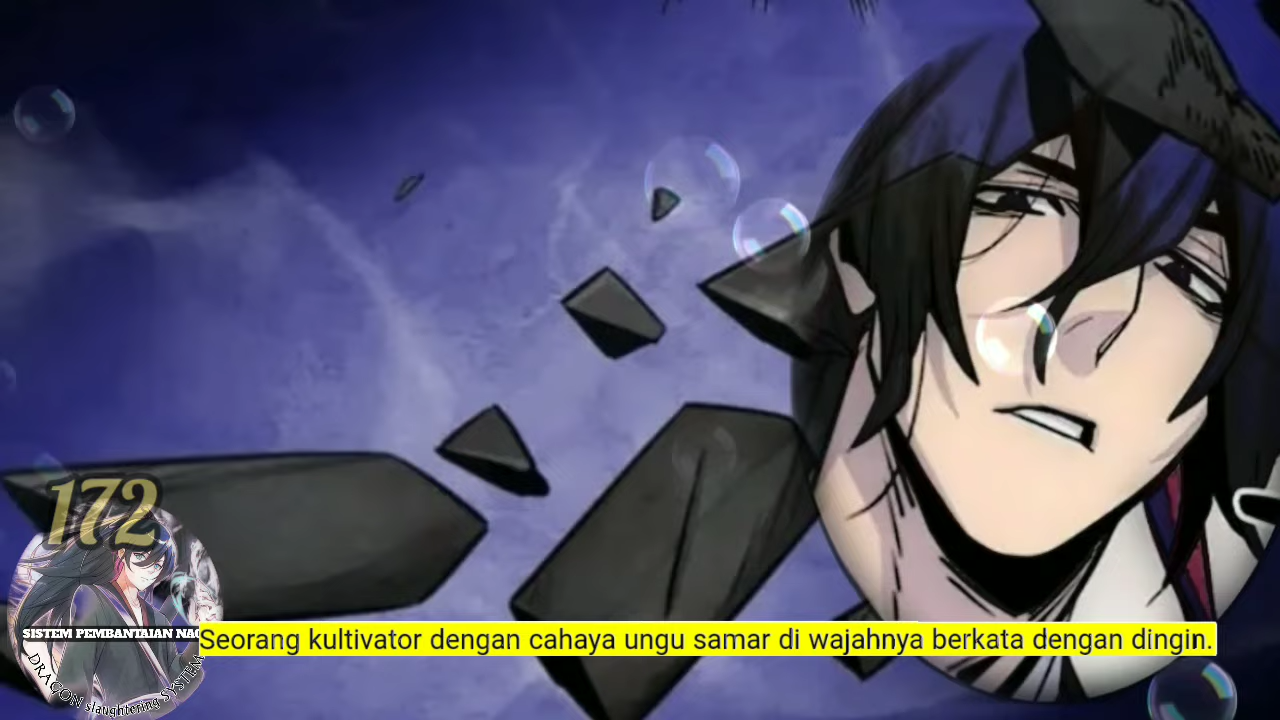 172
SISTEM PEMBANTAIAN NAG
DRAGON slaughtering SYSTEM
Seorang kultivator dengan cahaya ungu samar di wajahnya berkata dengan dingin.